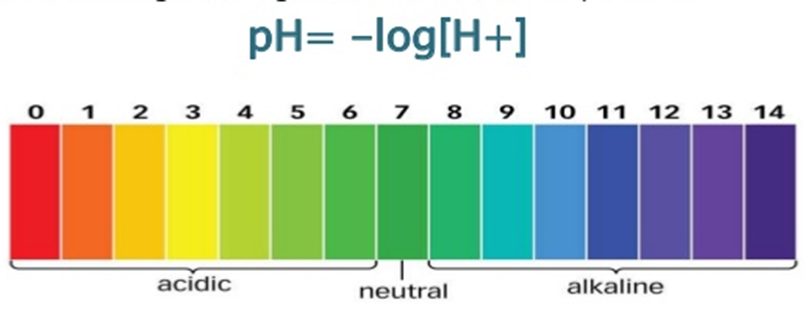 pH= –log[H+]
0 1 2 3 4 5 6 7 8 9 10 11 12 13 14
acidic neutral alkaline